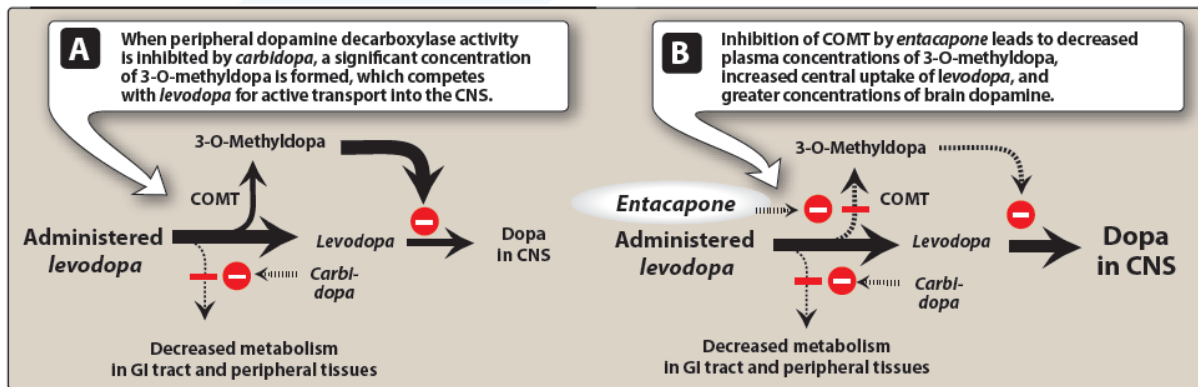 A
When peripheral dopamine decarboxylase activity
is inhibited by carbidopa, a significant concentration
of 3-O-methyldopa is formed, which competes
with levodopa for active transport into the CNS.
3-O-Methyldopa
COMT
Administered
levodopa
Levodopa
Dopa
in CNS
Carbi-
dopa
Decreased metabolism
in GI tract and peripheral tissues
B
Inhibition of COMT by entacapone leads to decreased
plasma concentrations of 3-O-methyldopa,
increased central uptake of levodopa, and
greater concentrations of brain dopamine.
3-O-Methyldopa
COMT
Entacapone
Administered
levodopa
Levodopa
Dopa
in CNS
Carbi-
dopa
Decreased metabolism
in GI tract and peripheral tissues